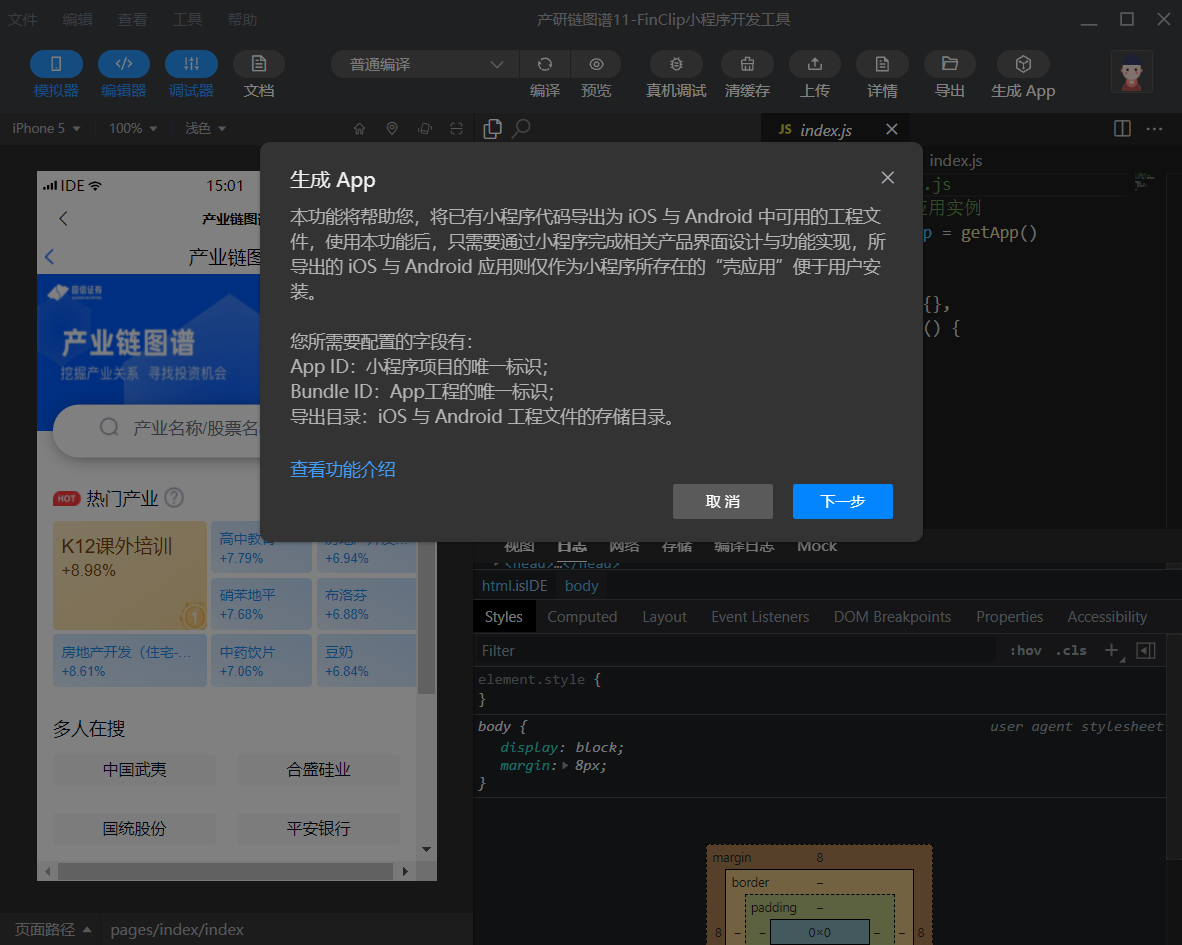 文件 编辑 查看 工具 帮助
产研链图谱11-FinClip小程序开发工具
普通编译
模拟器 编辑器 调试器 文档 编译 预览 真机调试 清缓存 上传 详情 导出 生成 App
iPhone 5 100% 浅色
JS index.js
IDE 15:01
index.js
.js
产业链图
用实例
产业链图
p = getApp()
国信证券
{},
() {
产业链图谱
挖掘产业关系 寻找投资机会
产业名称/股票名
生成 App
本功能将帮助您，将已有小程序代码导出为 iOS 与 Android 中可用的工程文
件，使用本功能后，只需要通过小程序完成相关产品界面设计与功能实现，所
导出的 iOS 与 Android 应用则仅作为小程序所存在的“壳应用”便于用户安
装。
您所需要配置的字段有：
App ID：小程序项目的唯一标识；
Bundle ID：App工程的唯一标识；
导出目录：iOS 与 Android 工程文件的存储目录。
查看功能介绍
取 消 下一步
HOT 热门产业 ?
K12课外培训
+8.98%
1
高中教育
+7.79%
+6.94%
硝苯地平
+7.68%
布洛芬
+6.88%
房地产开发（住宅-...
+8.61%
中药饮片
+7.06%
豆奶
+6.84%
多人在搜
中国武夷 合盛硅业
国统股份 平安银行
页面路径 pages/index/index
视图 日志 网络 存储 编译日志 Mock
<head>…</head>
html.isIDE body
Styles Computed Layout Event Listeners DOM Breakpoints Properties Accessibility
Filter :hov .cls +
element.style {
}
body { user agent stylesheet
display: block;
margin: 8px;
}
margin 8
border –
padding –
8 – – 0×0 – – 8